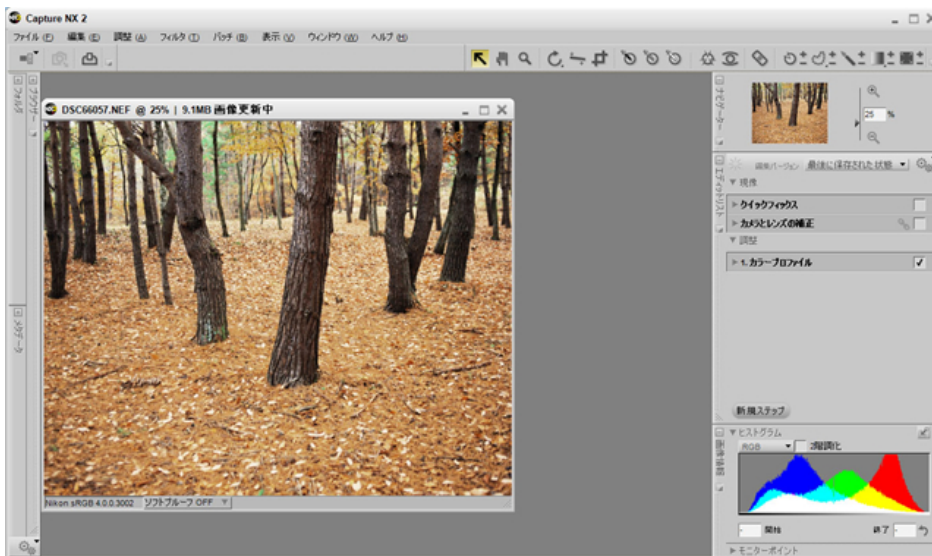 Capture NX 2
ファイル (F) 編集 (E) 調整 (A) フィルタ (T) バッチ (B) 表示 (V) ウィンドウ (W) ヘルプ (H)
フォルダ
ブラウザー
メタデータ
DSC66057.NEF @ 25% | 9.1MB 画像更新中
Nikon sRGB 4.0.0.3002 ソフトプルーフ OFF
ナビゲーター
25 %
エディットリスト
編集バージョン 最後に保存された状態
現像
クイックフィックス
カメラとレンズの補正
調整
1. カラープロファイル
新規ステップ
画像情報
ヒストグラム
RGB 2階調化
開始 終了
モニターポイント